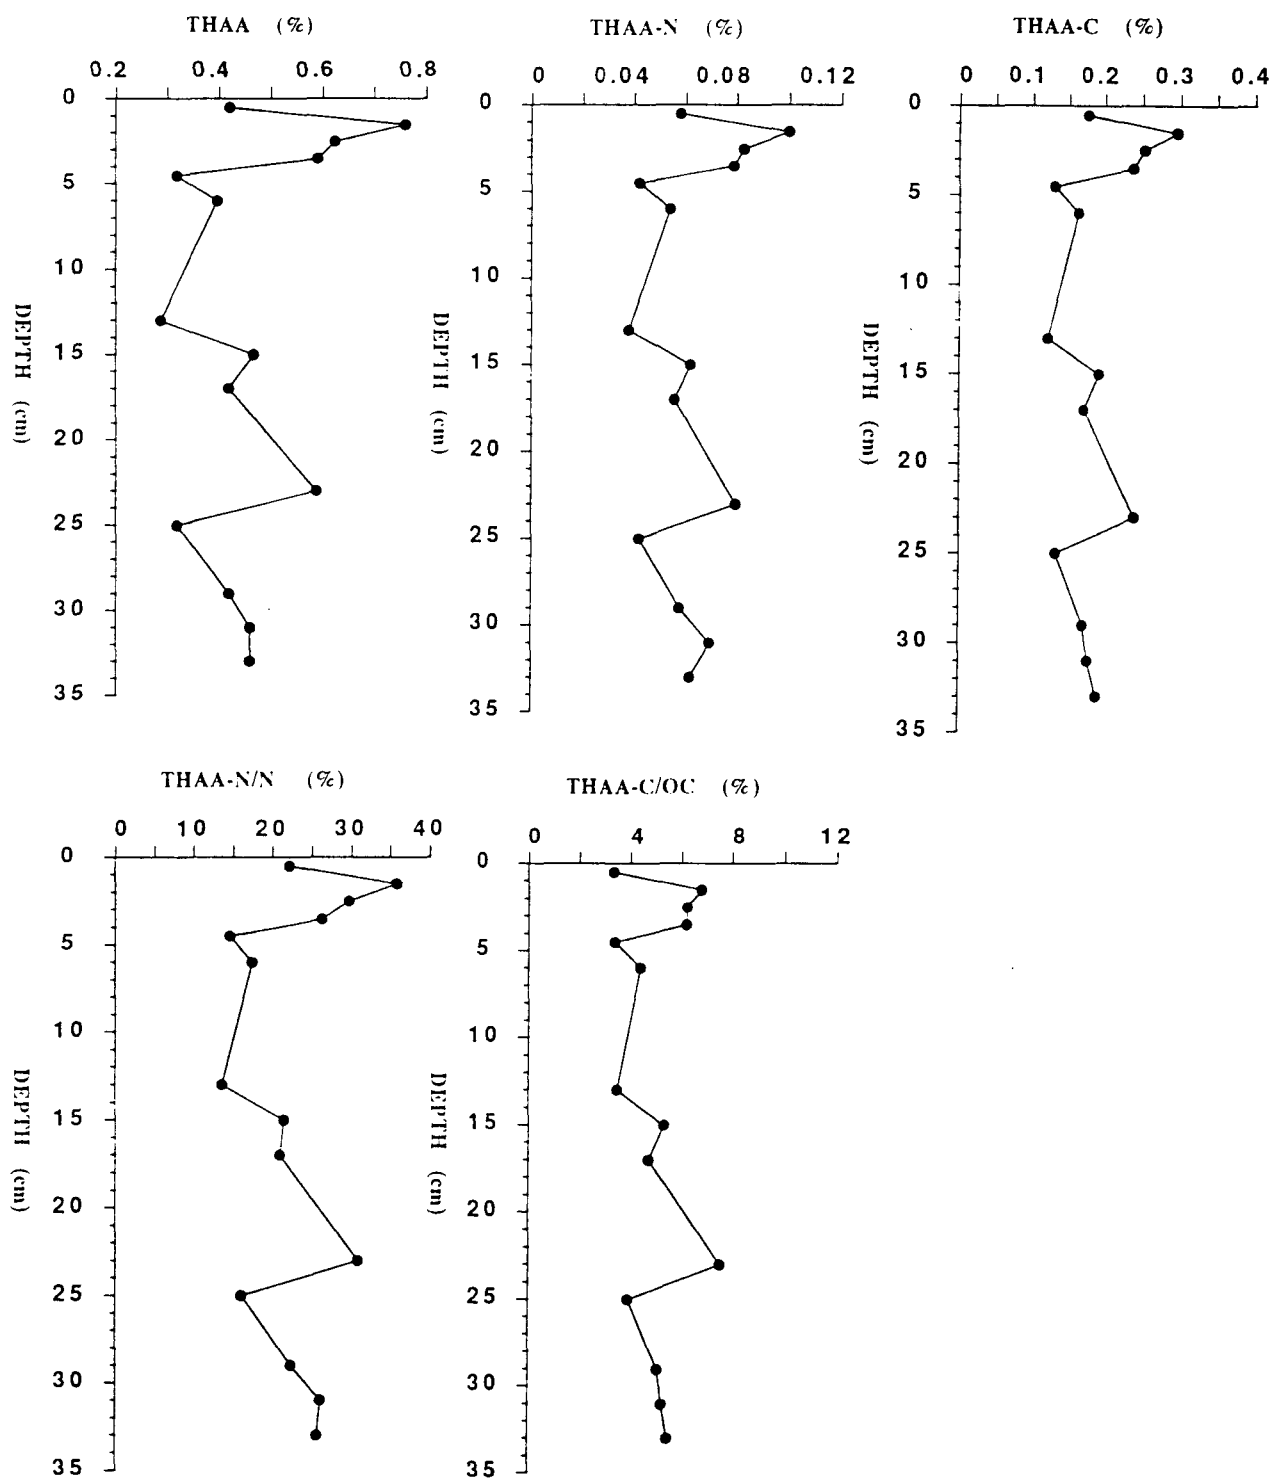 THAA (%)
0.2 0.4 0.6 0.8
0
5
10
15
20
25
30
35
DEPTH (cm)
THAA-N (%)
0 0.04 0.08 0.12
0
5
10
15
20
25
30
35
DEPTH (cm)
THAA-C (%)
0 0.1 0.2 0.3 0.4
0
5
10
15
20
25
30
35
DEPTH (cm)
THAA-N/N (%)
0 10 20 30 40
0
5
10
15
20
25
30
35
DEPTH (cm)
THAA-C/OC (%)
0 4 8 12
0
5
10
15
20
25
30
35
DEPTH (cm)